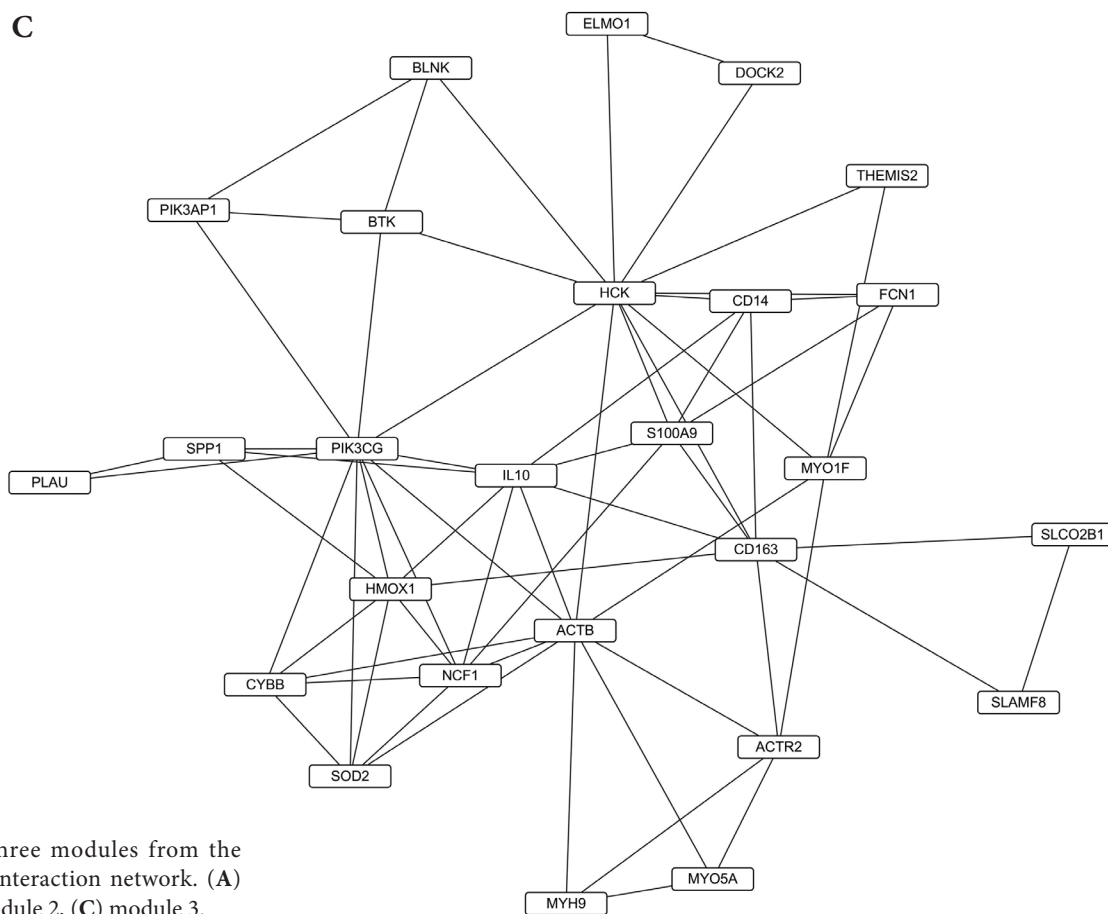 C
ELMO1
BLNK
DOCK2
THEMIS2
PIK3AP1
BTK
HCK
CD14
FCN1
S100A9
SPP1
PIK3CG
MYO1F
IL10
PLAU
SLCO2B1
CD163
HMOX1
ACTB
NCF1
CYBB
SLAMF8
ACTR2
SOD2
hree modules from the
nteraction network. (A)
dule 2. (C) module 3.
MYO5A
MYH9